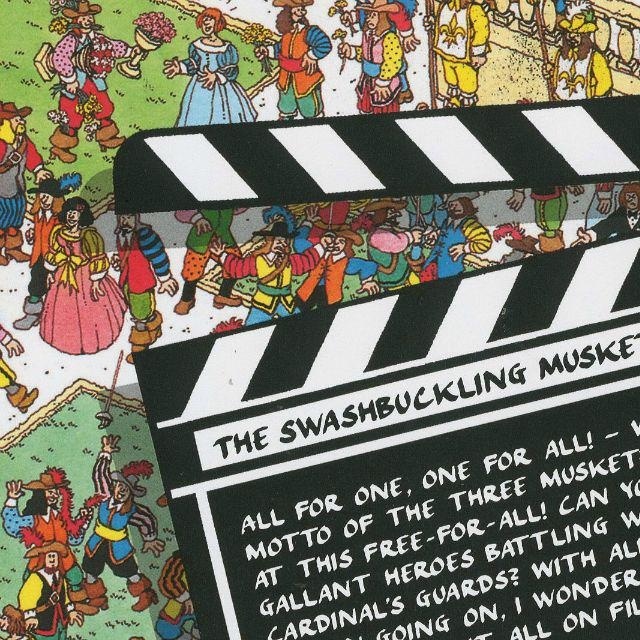 THE SWASHBUCKLING
ALL FOR ONE, ONE FOR ALL! –
MOTTO OF THE THREE
AT THIS FREE-FOR-ALL! CAN
GALLANT HEROES BATTLING
CARDINAL'S GUARDS? WITH
GOING ON, I WONDER
ALL ON